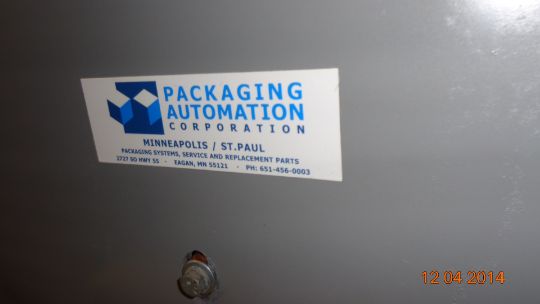 PACKAGING
AUTOMATION
CORPORATION
MINNEAPOLIS / ST.PAUL
PACKAGING SYSTEMS, SERVICE AND REPLACEMENT PARTS
2727 SO HWY 55 · EAGAN, MN 55121 · PH: 651-456-0003
12 04 2014